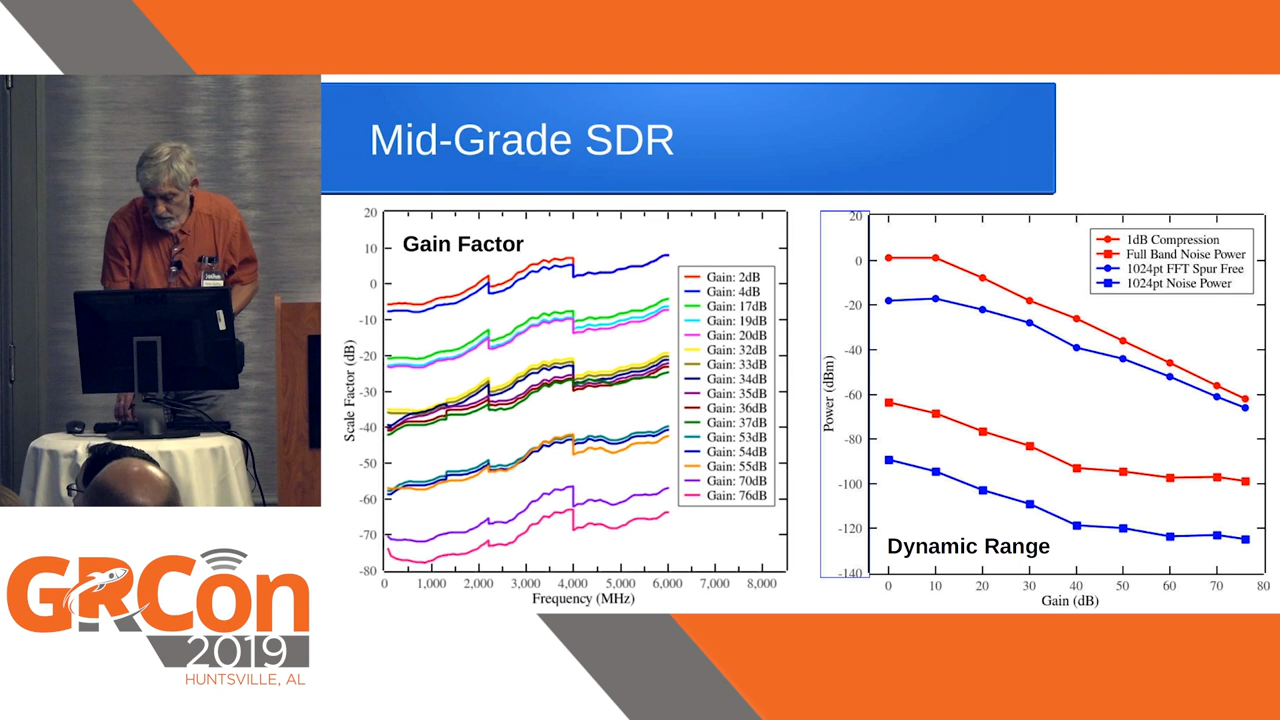 Mid-Grade SDR
Gain Factor
Scale Factor (dB)
20
10
0
-10
-20
-30
-40
-50
-60
-70
-80
0
1,000
2,000
3,000
4,000
5,000
6,000
7,000
8,000
Frequency (MHz)
Gain: 2dB
Gain: 4dB
Gain: 17dB
Gain: 19dB
Gain: 20dB
Gain: 32dB
Gain: 33dB
Gain: 34dB
Gain: 35dB
Gain: 36dB
Gain: 37dB
Gain: 53dB
Gain: 54dB
Gain: 55dB
Gain: 70dB
Gain: 76dB
Power (dBm)
20
0
-20
-40
-60
-80
-100
-120
-140
1dB Compression
Full Band Noise Power
1024pt FFT Spur Free
1024pt Noise Power
Dynamic Range
0
10
20
30
40
50
60
70
80
Gain (dB)
GRCon
2019
HUNTSVILLE, AL